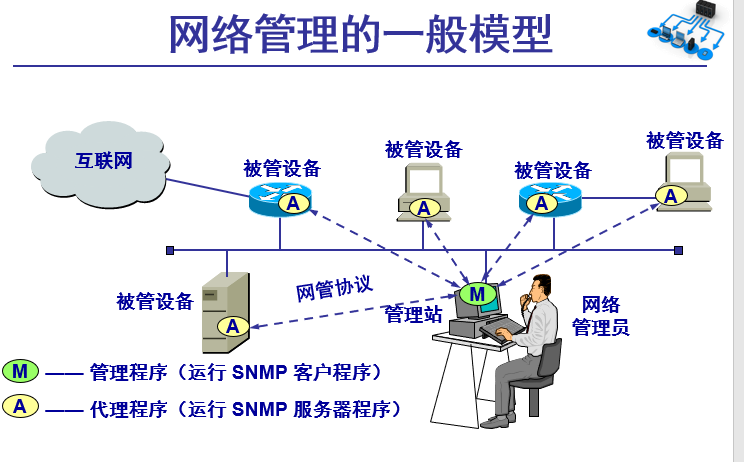 网络管理的一般模型
互联网
被管设备
被管设备
被管设备
被管设备
A
A
A
A
网管协议
被管设备
A
M
管理站
网络
管理员
M —— 管理程序（运行 SNMP 客户程序）
A —— 代理程序（运行 SNMP 服务器程序）